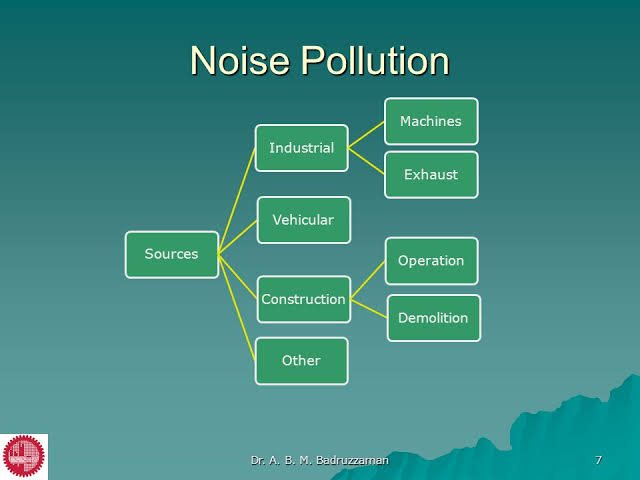 Noise Pollution
Machines
Industrial
Exhaust
Vehicular
Sources
Operation
Construction
Demolition
Other
Dr. A. B. M. Badruzzaman
7